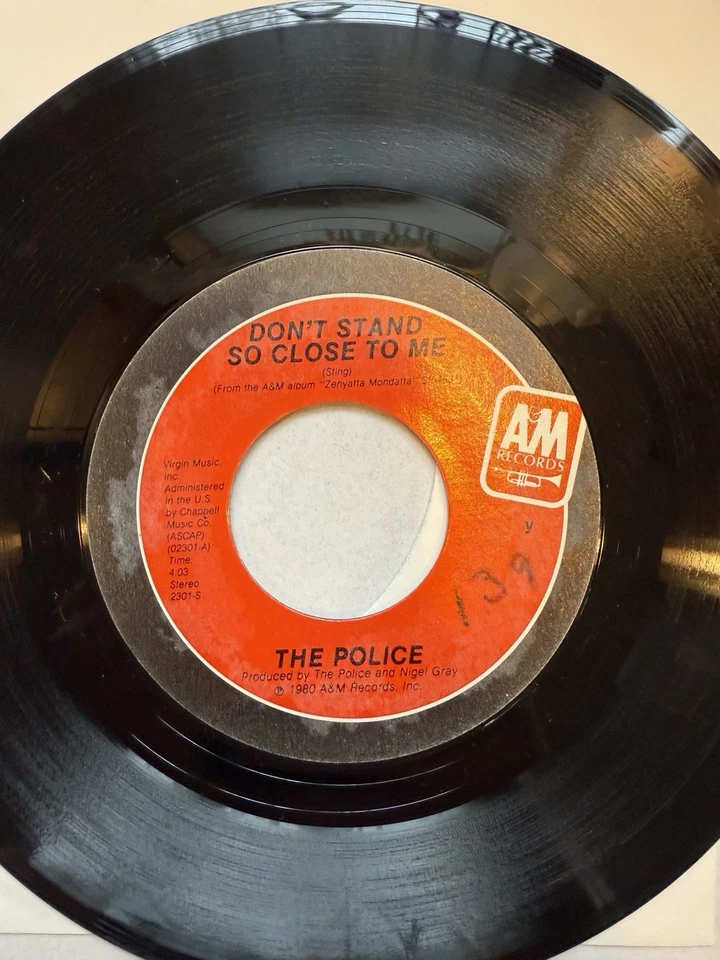 DON'T STAND
SO CLOSE TO ME
(Sting)
(From the A&M album "Zenyatta Mondatta"
A&M
RECORDS
Virgin Music,
Inc.
Administered
in the U.S.
by Chappell
Music Co.
(ASCAP)
(02301-A)
Time:
4:03
Stereo
2301-S
y
39
THE POLICE
Produced by The Police and Nigel Gray
℗ 1980 A&M Records, Inc.